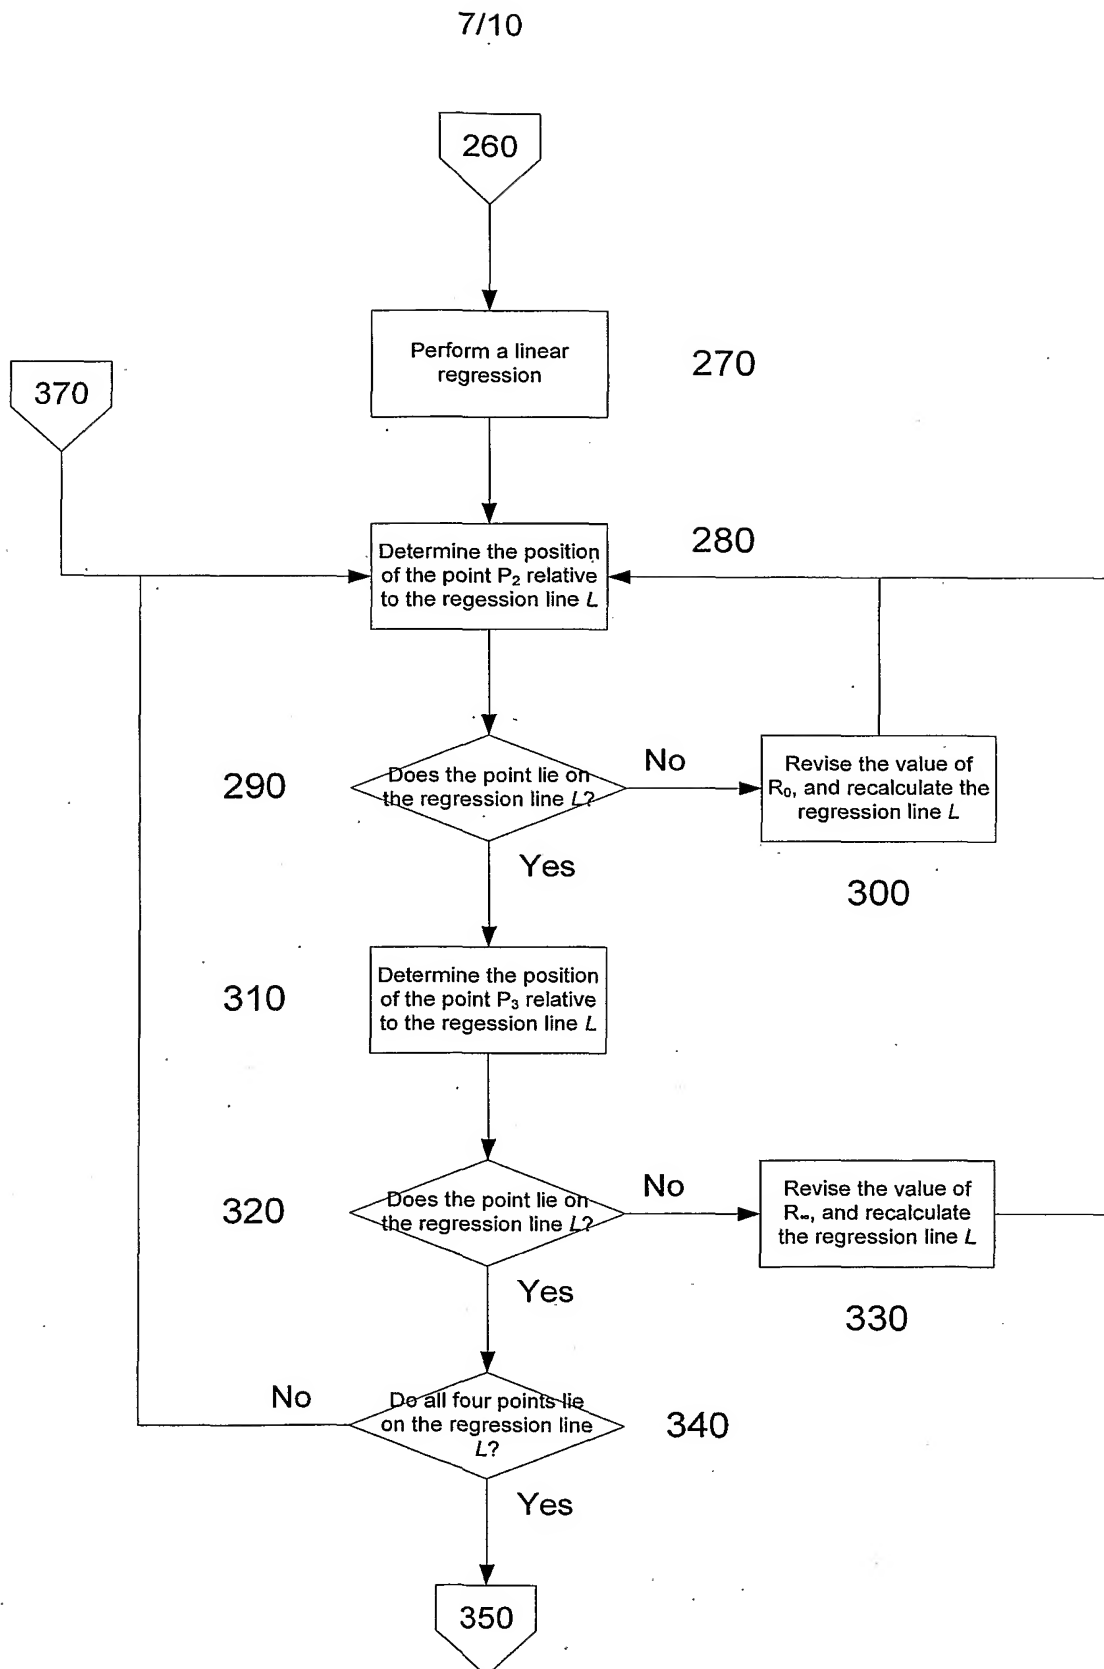 7/10
260
Perform a linear
regression
270
370
280
Determine the position
of the point P₂ relative
to the regession line L
290
Does the point lie on
the regression line L?
No
Revise the value of
R₀, and recalculate the
regression line L
300
Yes
310
Determine the position
of the point P₃ relative
to the regession line L
320
Does the point lie on
the regression line L?
No
Revise the value of
R∞, and recalculate
the regression line L
330
Yes
No
Do all four points lie
on the regression line
L?
340
Yes
350